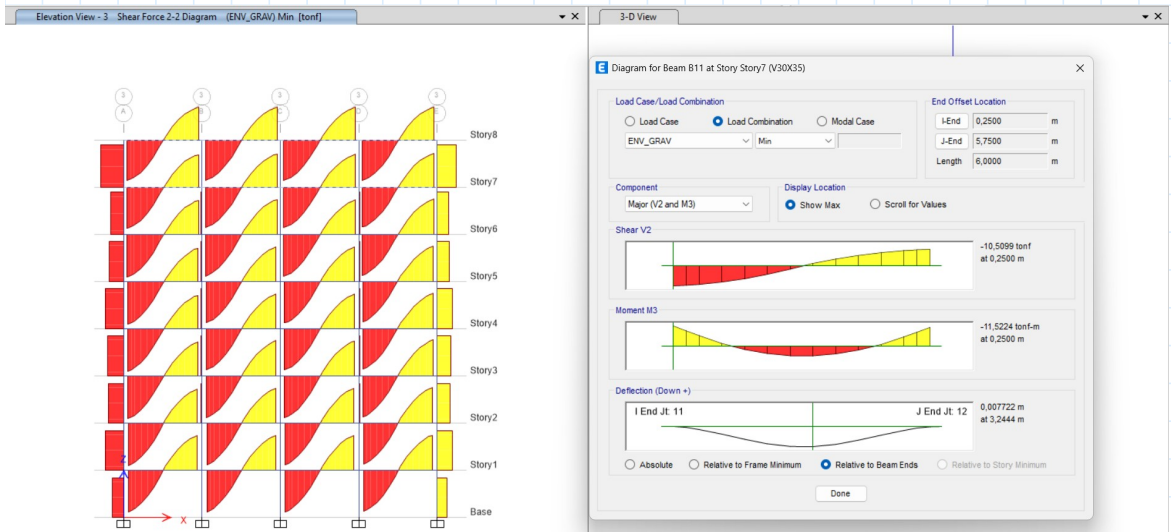 Elevation View - 3 Shear Force 2-2 Diagram (ENV_GRAV) Min [tonf]
3 3 3 3 3
A B C D E
Story8
Story7
Story6
Story5
Story4
Story3
Story2
Story1
Base
Z
X
3-D View
E Diagram for Beam B11 at Story Story7 (V30X35)
Load Case/Load Combination
Load Case Load Combination Modal Case
ENV_GRAV Min
End Offset Location
I-End 0,2500 m
J-End 5,7500 m
Length 6,0000 m
Component
Major (V2 and M3)
Display Location
Show Max Scroll for Values
Shear V2
-10,5099 tonf
at 0,2500 m
Moment M3
-11,5224 tonf-m
at 0,2500 m
Deflection (Down +)
I End Jt: 11 J End Jt: 12
0,007722 m
at 3,2444 m
Absolute Relative to Frame Minimum Relative to Beam Ends Relative to Story Minimum
Done